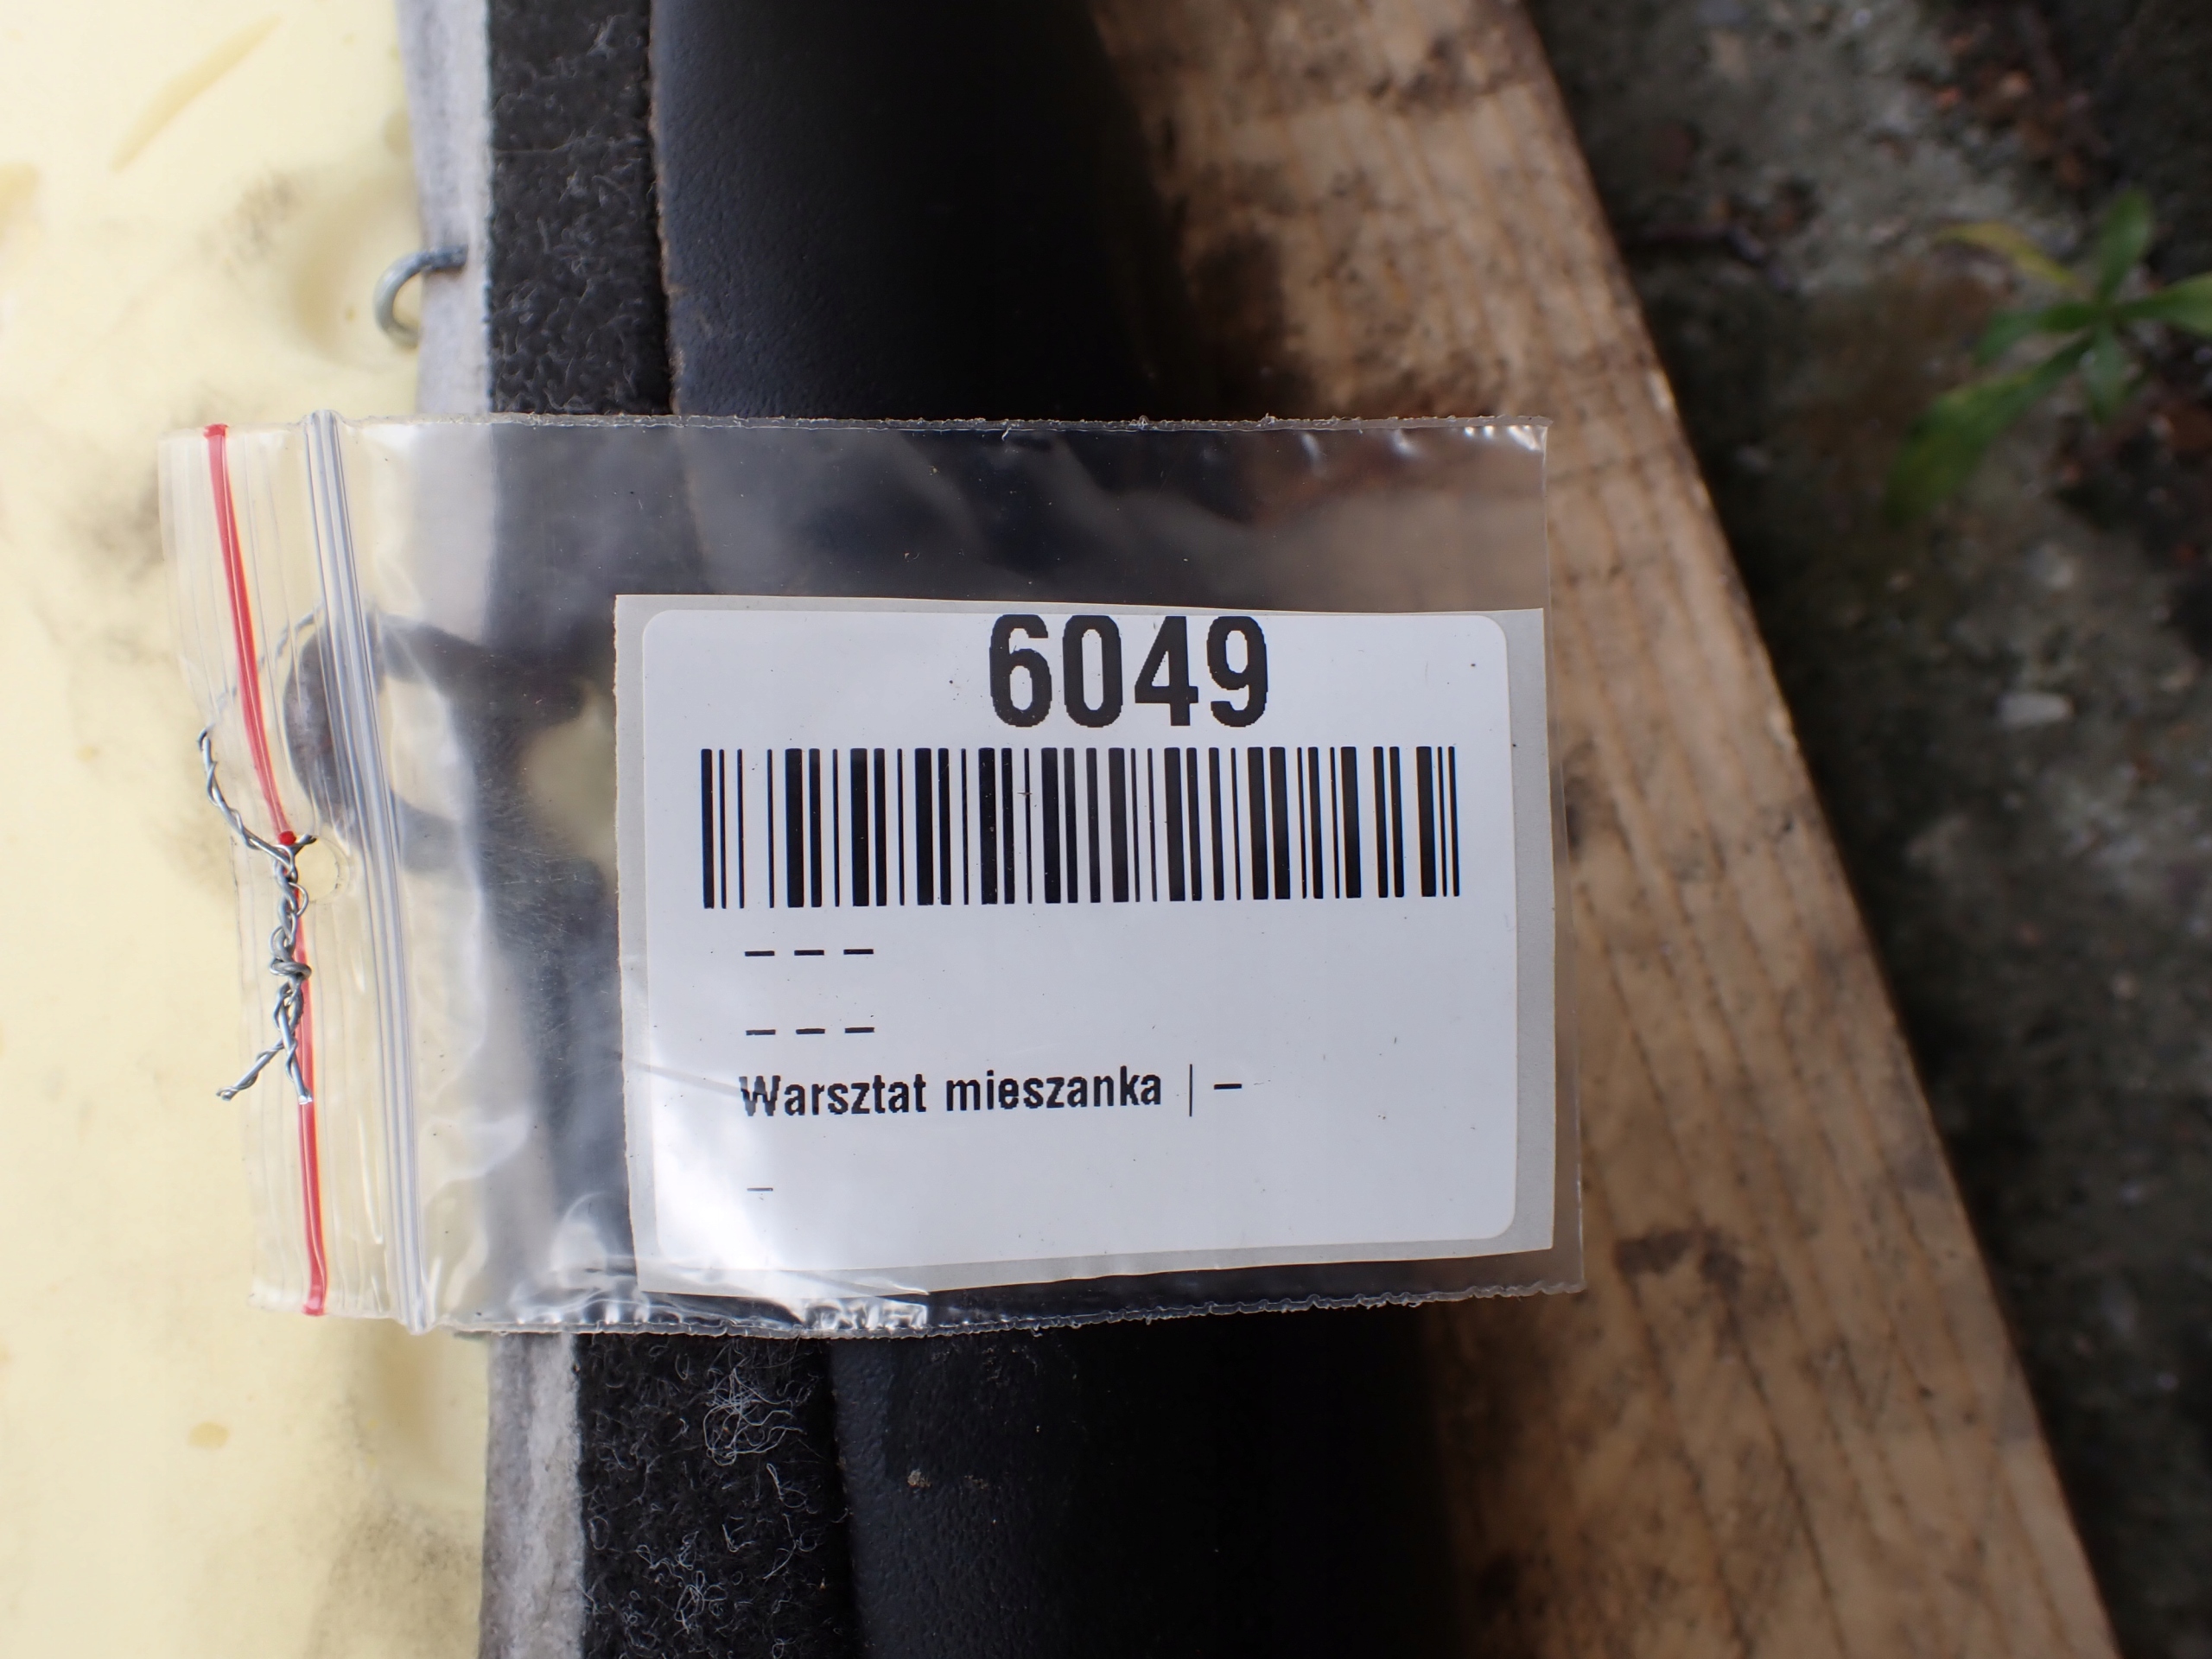 6049
– – –
– – –
Warsztat mieszanka | –
–